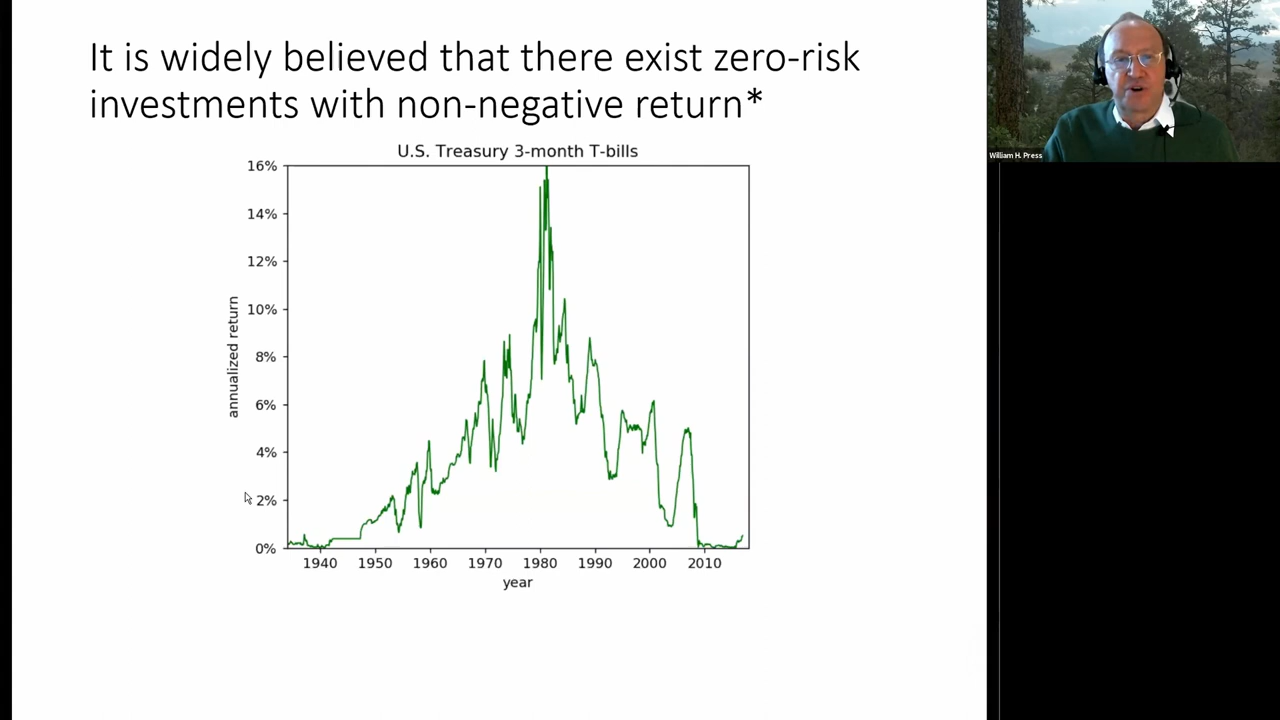 It is widely believed that there exist zero-risk
investments with non-negative return*
U.S. Treasury 3-month T-bills
16%
14%
12%
10%
8%
6%
4%
2%
0%
annualized return
1940 1950 1960 1970 1980 1990 2000 2010
year
William H. Press